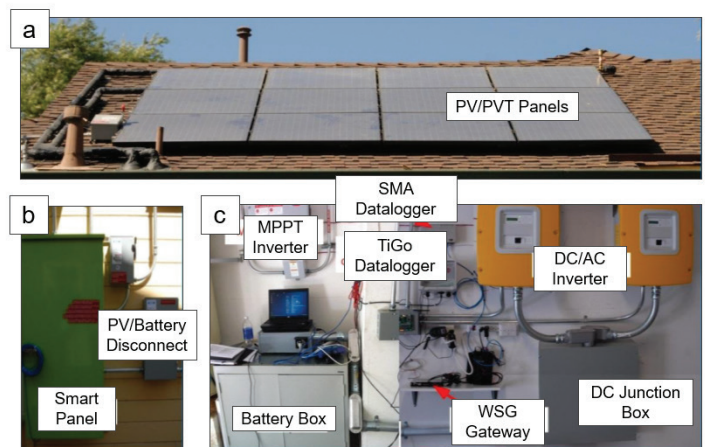 a
PV/PVT Panels
b
PV/Battery
Disconnect
Smart
Panel
c
SMA
Datalogger
MPPT
Inverter
TiGo
Datalogger
DC/AC
Inverter
Battery Box
WSG
Gateway
DC Junction
Box